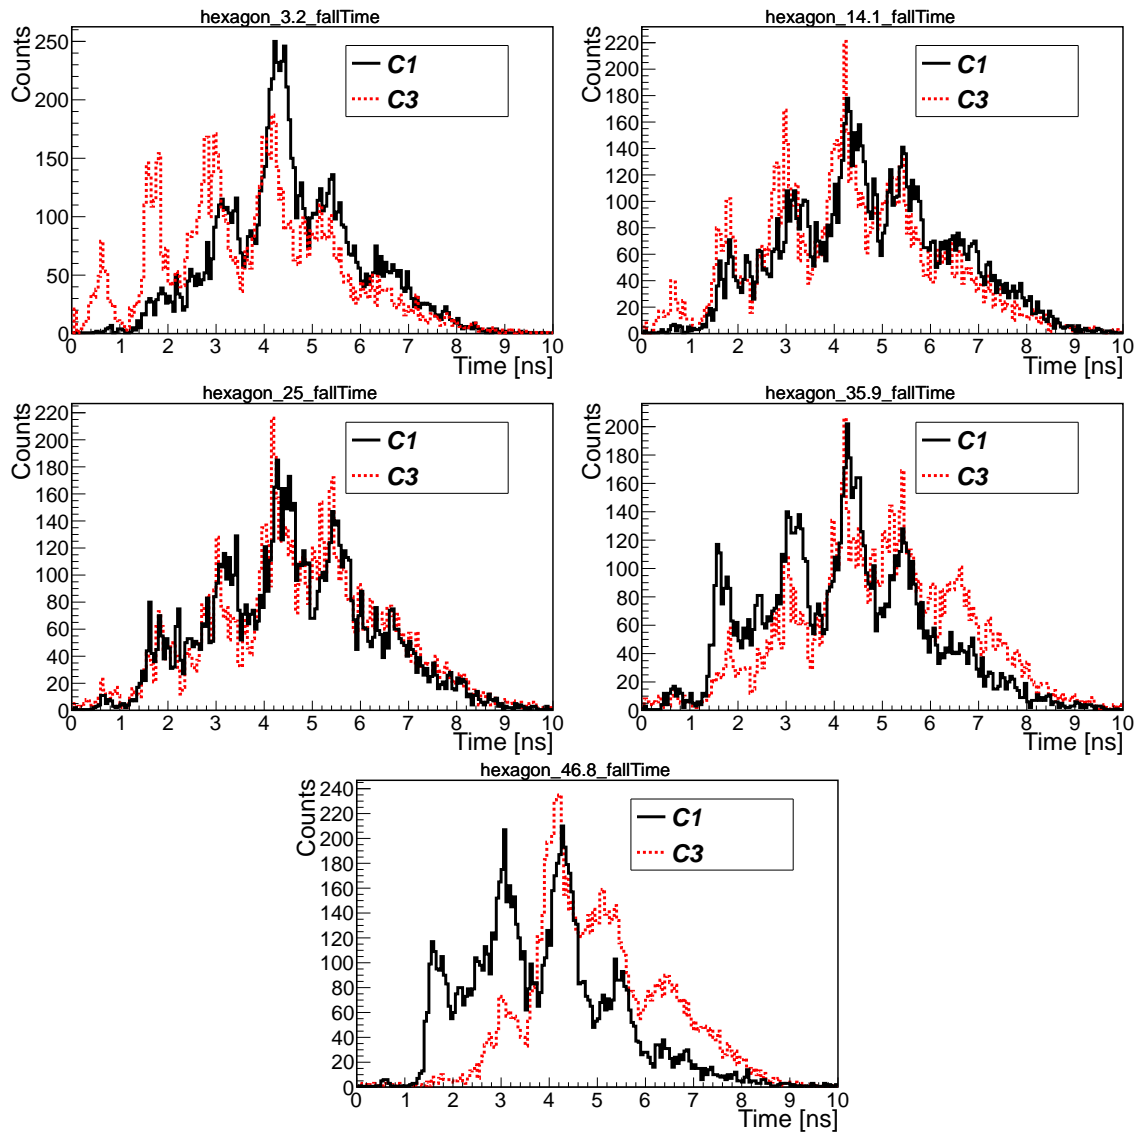 hexagon_3.2_fallTime
Counts
250
200
150
100
50
0
C1
C3
0 1 2 3 4 5 6 7 8 9 10
Time [ns]
hexagon_14.1_fallTime
Counts
220
200
180
160
140
120
100
80
60
40
20
0
C1
C3
0 1 2 3 4 5 6 7 8 9 10
Time [ns]
hexagon_25_fallTime
Counts
220
200
180
160
140
120
100
80
60
40
20
0
C1
C3
0 1 2 3 4 5 6 7 8 9 10
Time [ns]
hexagon_35.9_fallTime
Counts
200
180
160
140
120
100
80
60
40
20
0
C1
C3
0 1 2 3 4 5 6 7 8 9 10
Time [ns]
hexagon_46.8_fallTime
Counts
240
220
200
180
160
140
120
100
80
60
40
20
0
C1
C3
0 1 2 3 4 5 6 7 8 9 10
Time [ns]